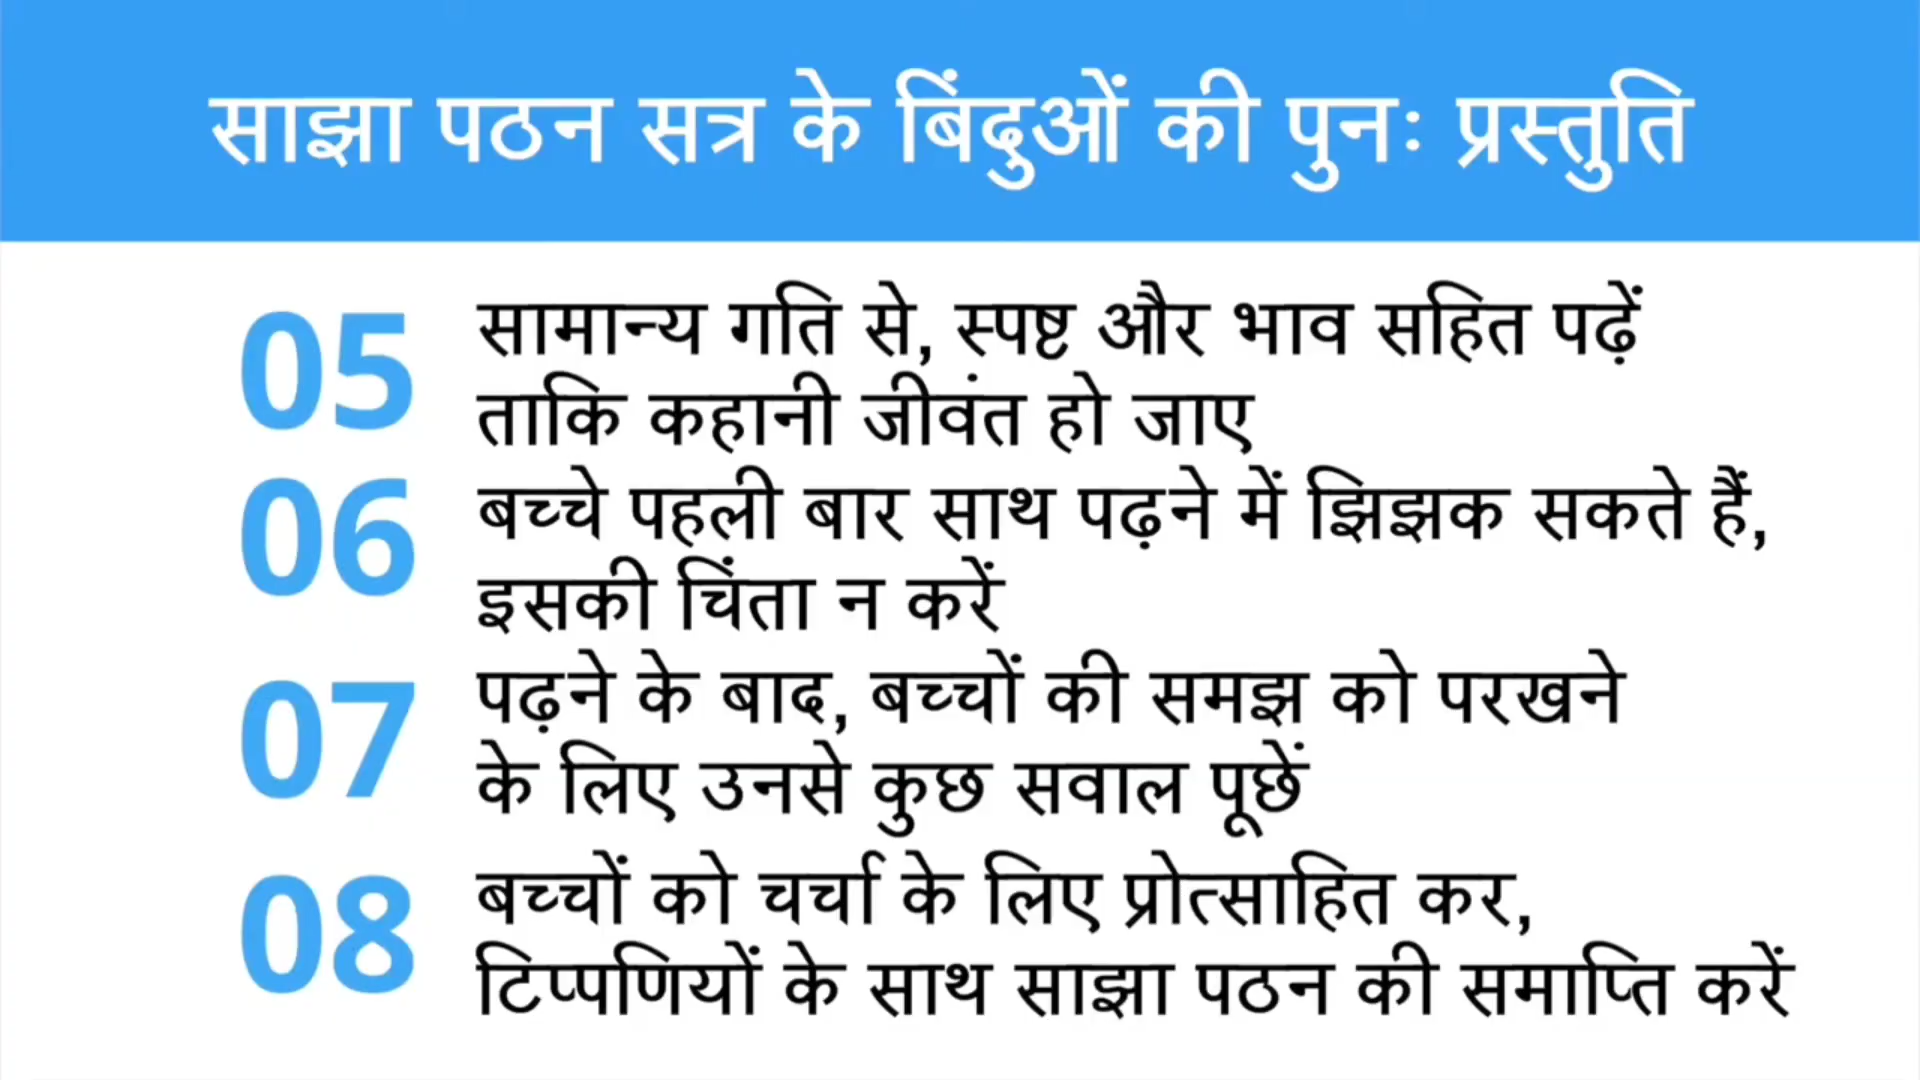 साझा पठन सत्र के बिंदुओं की पुनः प्रस्तुति
05
सामान्य गति से, स्पष्ट और भाव सहित पढ़ें
ताकि कहानी जीवंत हो जाए
06
बच्चे पहली बार साथ पढ़ने में झिझक सकते हैं,
इसकी चिंता न करें
07
पढ़ने के बाद, बच्चों की समझ को परखने
के लिए उनसे कुछ सवाल पूछें
08
बच्चों को चर्चा के लिए प्रोत्साहित कर,
टिप्पणियों के साथ साझा पठन की समाप्ति करें